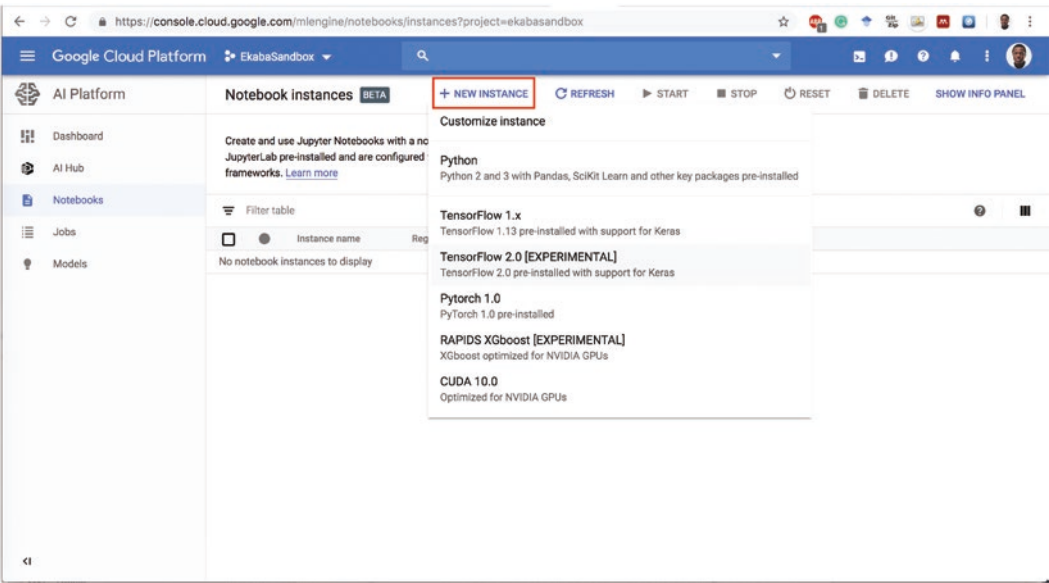 https://console.cloud.google.com/mlengine/notebooks/instances?project=ekabasandbox
Google Cloud Platform EkabaSandbox
AI Platform
Notebook instances BETA + NEW INSTANCE REFRESH START STOP RESET DELETE SHOW INFO PANEL
Dashboard
AI Hub
Notebooks
Jobs
Models
Create and use Jupyter Notebooks with a no
JupyterLab pre-installed and are configured
frameworks. Learn more
Filter table
Instance name Reg
No notebook instances to display
Customize instance
Python
Python 2 and 3 with Pandas, SciKit Learn and other key packages pre-installed
TensorFlow 1.x
TensorFlow 1.13 pre-installed with support for Keras
TensorFlow 2.0 [EXPERIMENTAL]
TensorFlow 2.0 pre-installed with support for Keras
Pytorch 1.0
PyTorch 1.0 pre-installed
RAPIDS XGboost [EXPERIMENTAL]
XGboost optimized for NVIDIA GPUs
CUDA 10.0
Optimized for NVIDIA GPUs